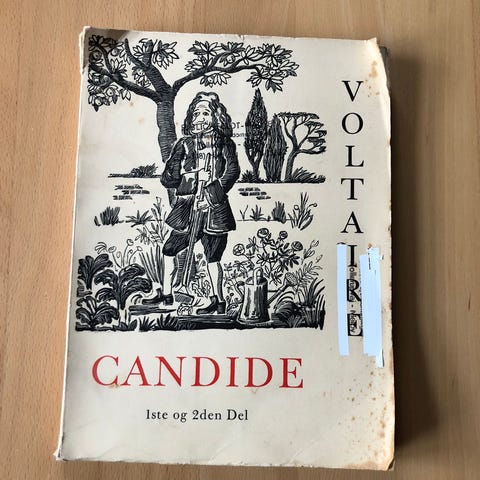 VOLTAIRE
CANDIDE
1ste og 2den Del